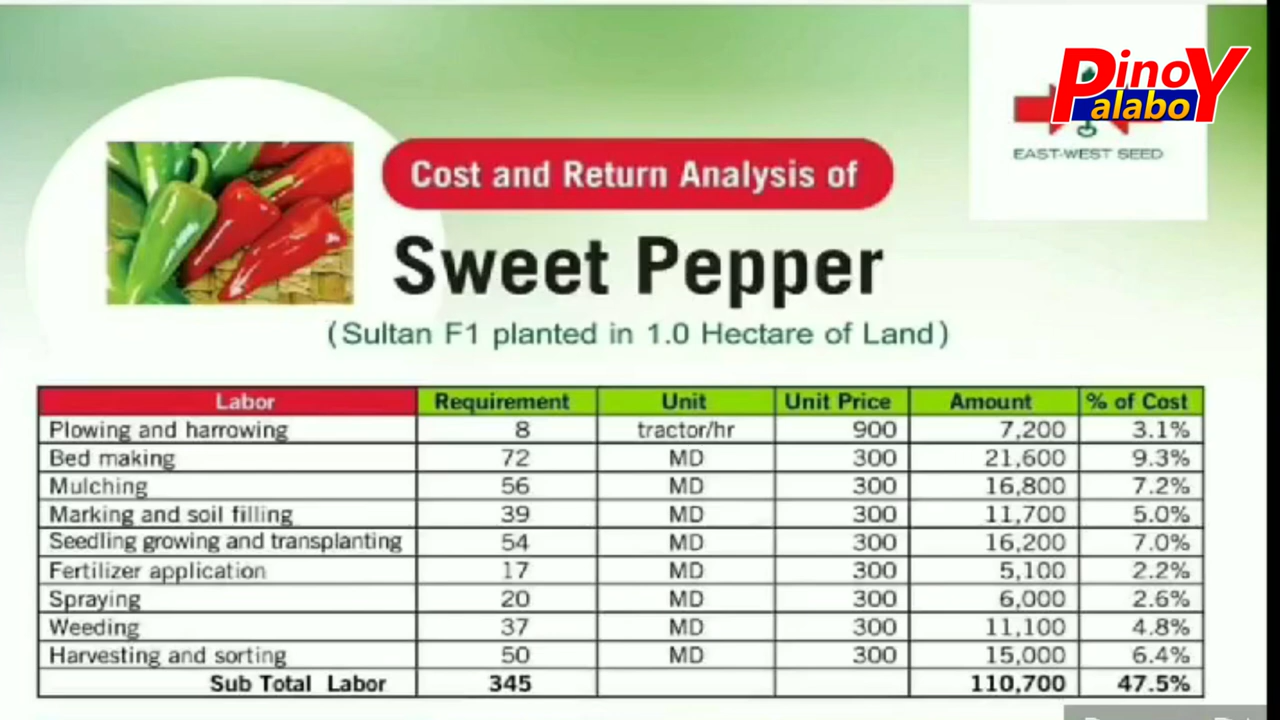 PinoY
Palaboy
EAST-WEST SEED
Cost and Return Analysis of
Sweet Pepper
(Sultan F1 planted in 1.0 Hectare of Land)
Labor Requirement Unit Unit Price Amount % of Cost
Plowing and harrowing 8 tractor/hr 900 7,200 3.1%
Bed making 72 MD 300 21,600 9.3%
Mulching 56 MD 300 16,800 7.2%
Marking and soil filling 39 MD 300 11,700 5.0%
Seedling growing and transplanting 54 MD 300 16,200 7.0%
Fertilizer application 17 MD 300 5,100 2.2%
Spraying 20 MD 300 6,000 2.6%
Weeding 37 MD 300 11,100 4.8%
Harvesting and sorting 50 MD 300 15,000 6.4%
Sub Total Labor 345 110,700 47.5%